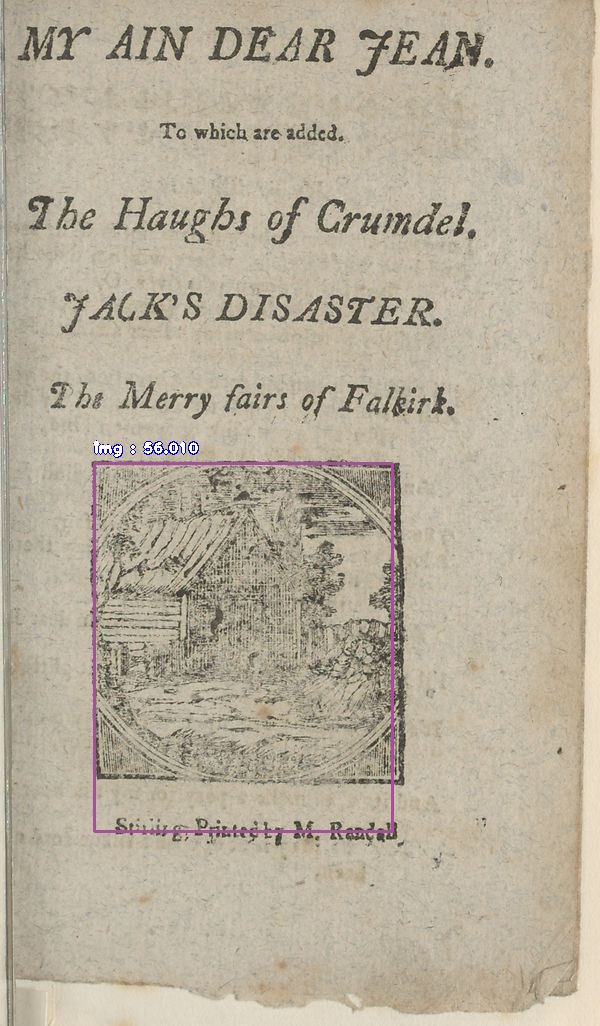 MY AIN DEAR JEAN.
To which are added.
The Haughs of Crumdel.
JACK'S DISASTER.
The Merry fairs of Falkirk.
img : 56.010
Stirling; Printed by M. Randall.